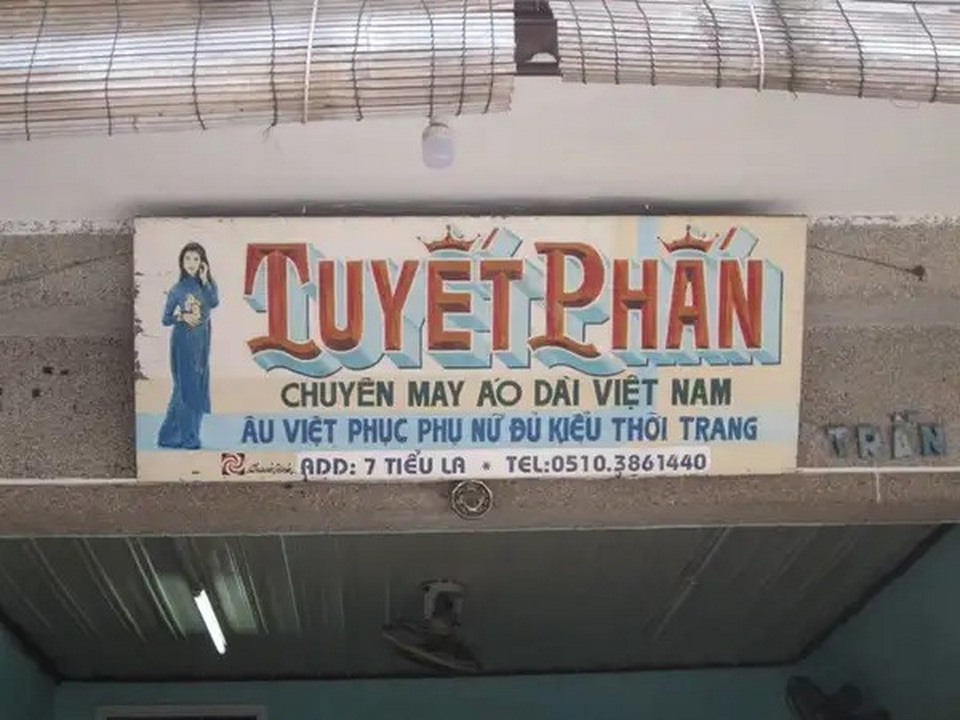 TUYẾT PHẤN
CHUYÊN MAY ÁO DÀI VIỆT NAM
ÂU VIỆT PHỤC PHỤ NỮ ĐỦ KIỂU THỜI TRANG
ADD: 7 TIỂU LA * TEL:0510.3861440
TRẦN